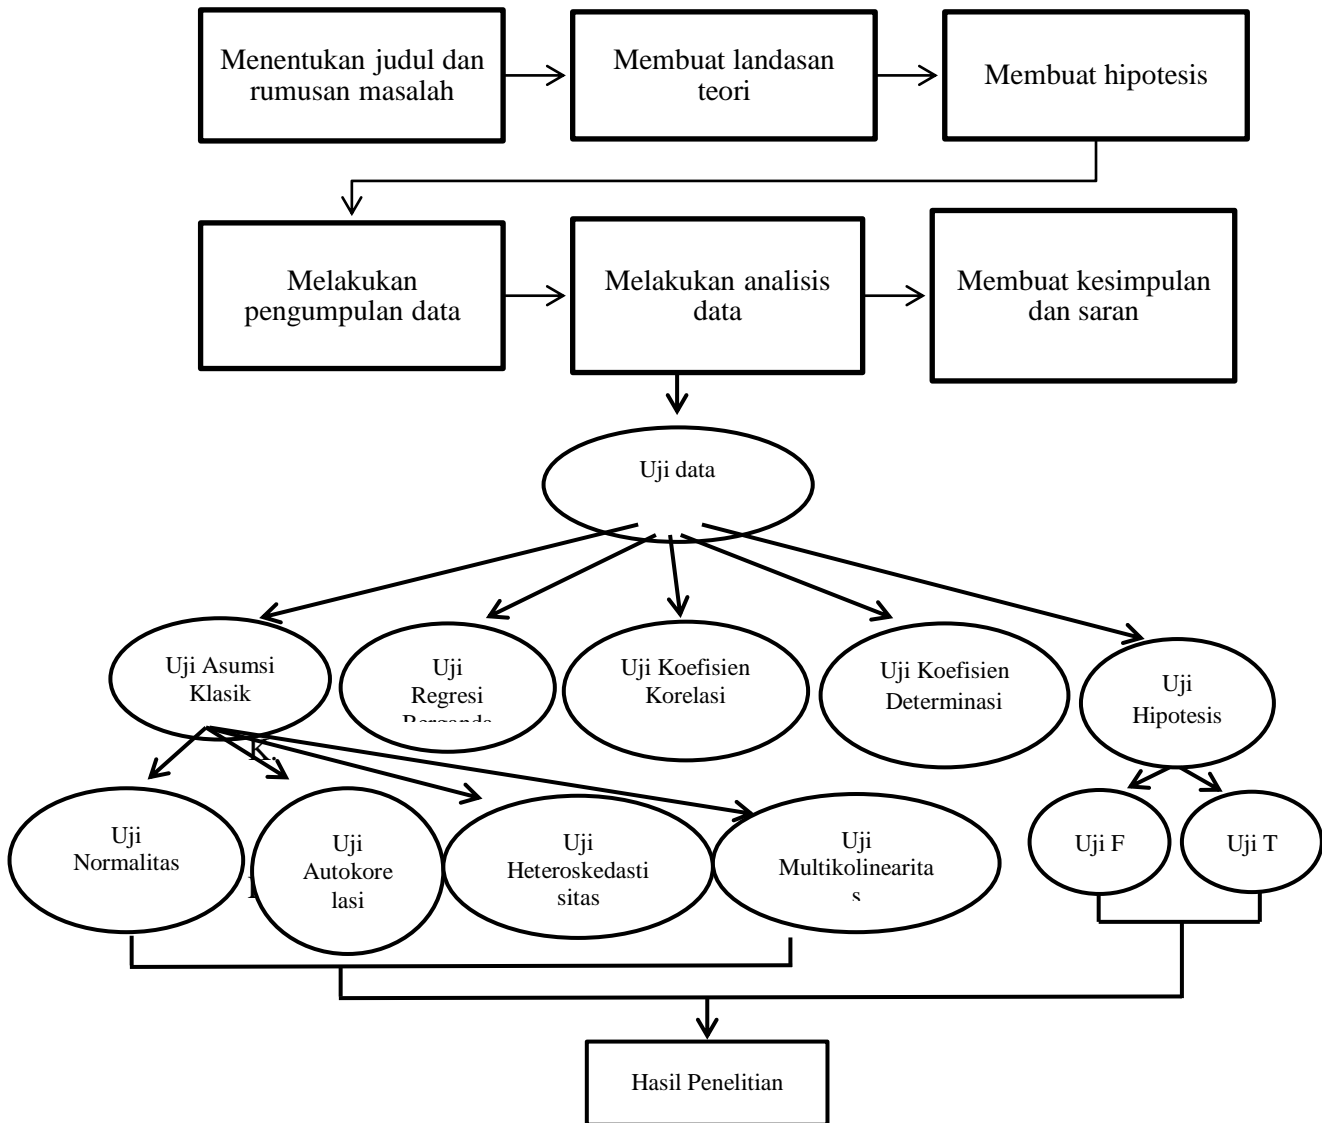 Menentukan judul dan
rumusan masalah
Membuat landasan
teori
Membuat hipotesis
Melakukan
pengumpulan data
Melakukan analisis
data
Membuat kesimpulan
dan saran
Uji data
Uji Asumsi
Klasik
Uji
Regresi
Berganda
Uji Koefisien
Korelasi
Uji Koefisien
Determinasi
Uji
Hipotesis
K.
Uji
Normalitas
Uji
Autokore
lasi
Uji
Heteroskedasti
sitas
Uji
Multikolinearita
s
Uji F
Uji T
Hasil Penelitian